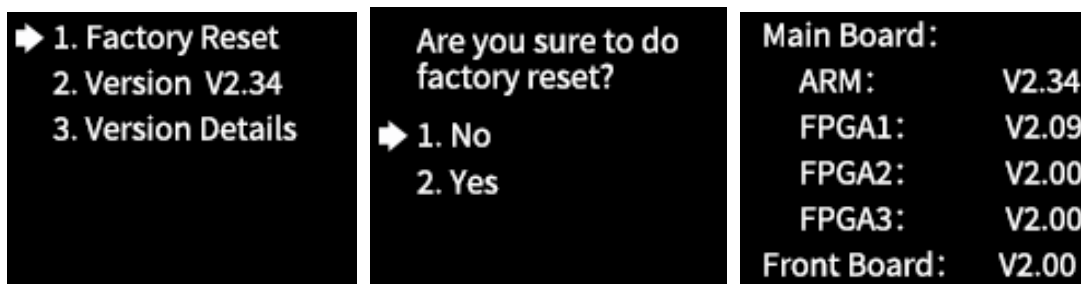 1. Factory Reset
2. Version V2.34
3. Version Details
Are you sure to do
factory reset?
1. No
2. Yes
Main Board:
ARM: V2.34
FPGA1: V2.09
FPGA2: V2.00
FPGA3: V2.00
Front Board: V2.00